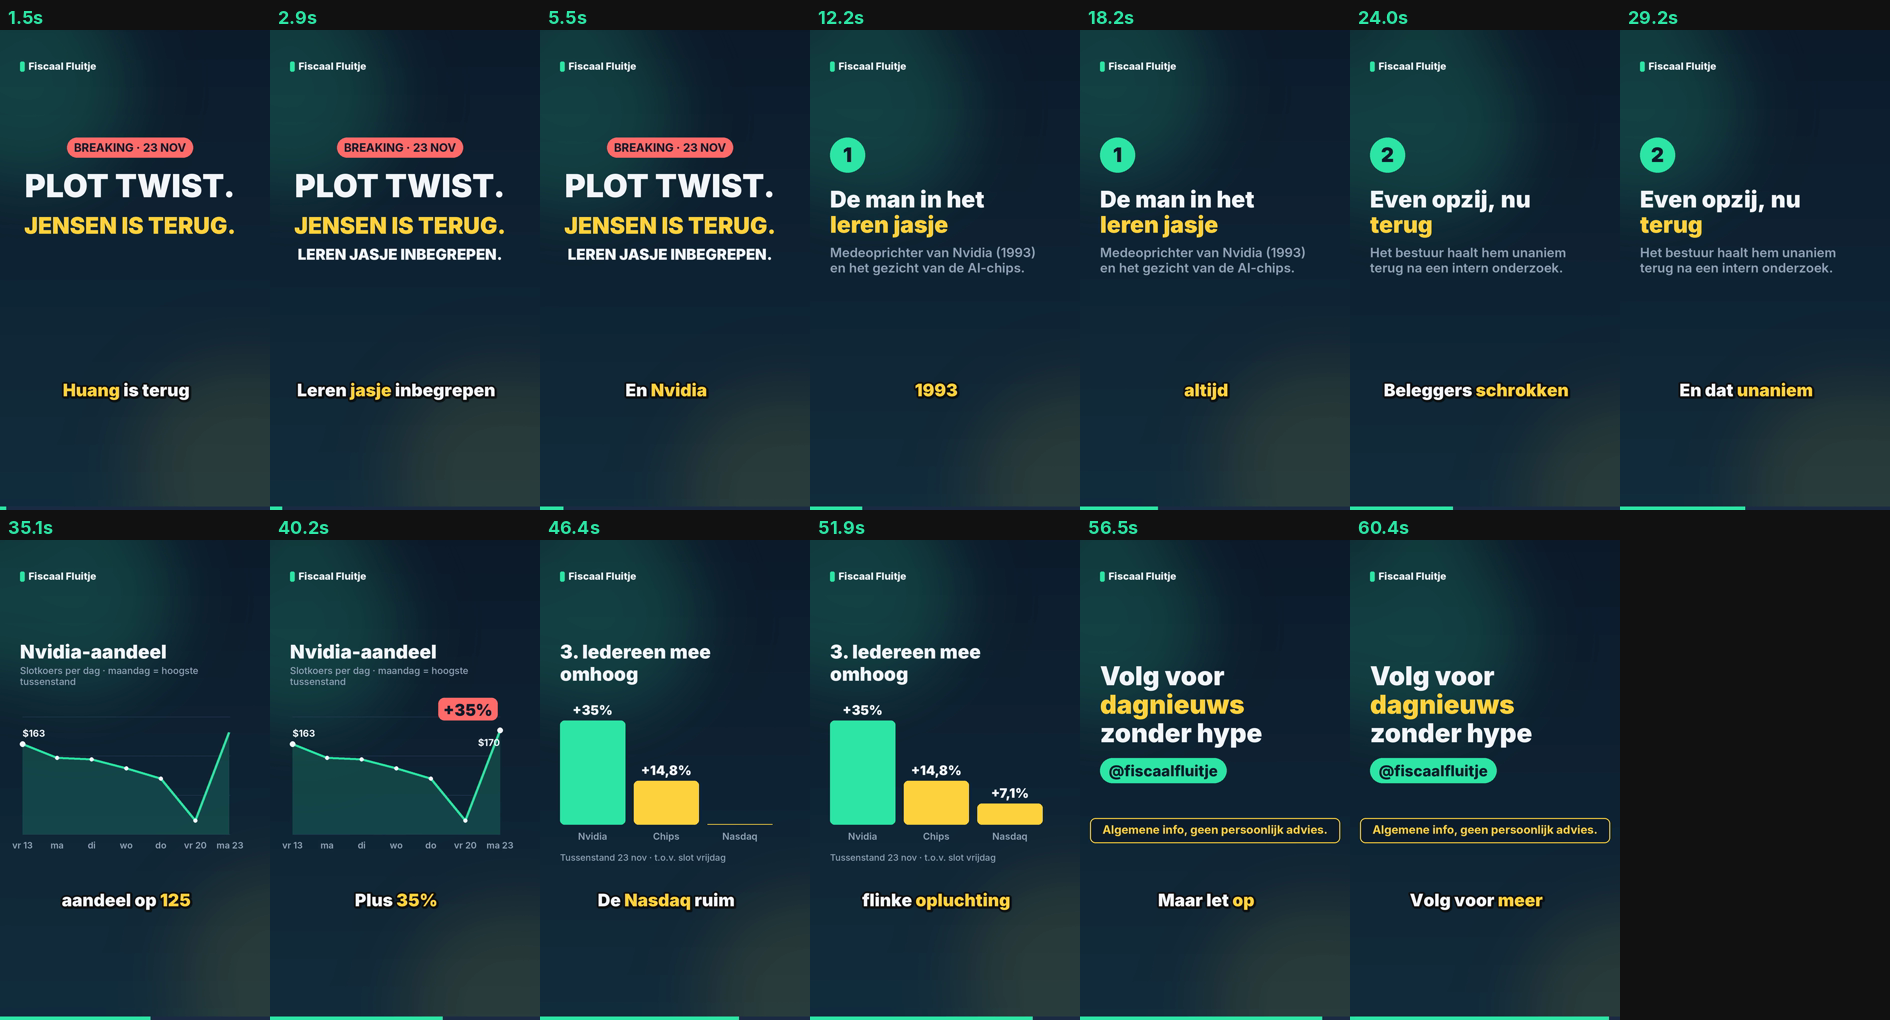 1.5s
Fiscaal Fluitje
BREAKING · 23 NOV
PLOT TWIST.
JENSEN IS TERUG.
Huang is terug
2.9s
Fiscaal Fluitje
BREAKING · 23 NOV
PLOT TWIST.
JENSEN IS TERUG.
LEREN JASJE INBEGREPEN.
Leren jasje inbegrepen
5.5s
Fiscaal Fluitje
BREAKING · 23 NOV
PLOT TWIST.
JENSEN IS TERUG.
LEREN JASJE INBEGREPEN.
En Nvidia
12.2s
Fiscaal Fluitje
1
De man in het
leren jasje
Medeoprichter van Nvidia (1993)
en het gezicht van de AI-chips.
1993
18.2s
Fiscaal Fluitje
1
De man in het
leren jasje
Medeoprichter van Nvidia (1993)
en het gezicht van de AI-chips.
altijd
24.0s
Fiscaal Fluitje
2
Even opzij, nu
terug
Het bestuur haalt hem unaniem
terug na een intern onderzoek.
Beleggers schrokken
29.2s
Fiscaal Fluitje
2
Even opzij, nu
terug
Het bestuur haalt hem unaniem
terug na een intern onderzoek.
En dat unaniem
35.1s
Fiscaal Fluitje
Nvidia-aandeel
Slotkoers per dag · maandag = hoogste
tussenstand
$163
vr 13 ma di wo do vr 20 ma 23
aandeel op 125
40.2s
Fiscaal Fluitje
Nvidia-aandeel
Slotkoers per dag · maandag = hoogste
tussenstand
+35%
$163
$170
vr 13 ma di wo do vr 20 ma 23
Plus 35%
46.4s
Fiscaal Fluitje
3. Iedereen mee
omhoog
+35%
+14,8%
Nvidia Chips Nasdaq
Tussenstand 23 nov · t.o.v. slot vrijdag
De Nasdaq ruim
51.9s
Fiscaal Fluitje
3. Iedereen mee
omhoog
+35%
+14,8%
+7,1%
Nvidia Chips Nasdaq
Tussenstand 23 nov · t.o.v. slot vrijdag
flinke opluchting
56.5s
Fiscaal Fluitje
Volg voor
dagnieuws
zonder hype
@fiscaalfluitje
Algemene info, geen persoonlijk advies.
Maar let op
60.4s
Fiscaal Fluitje
Volg voor
dagnieuws
zonder hype
@fiscaalfluitje
Algemene info, geen persoonlijk advies.
Volg voor meer